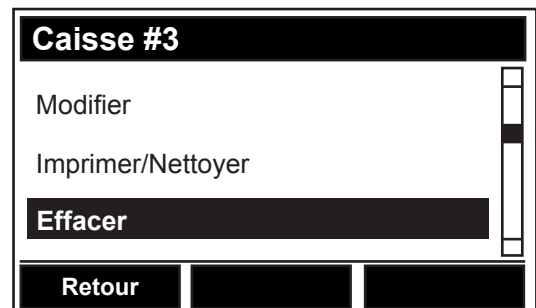 Caisse #3
Modifier
Imprimer/Nettoyer
Effacer
Retour